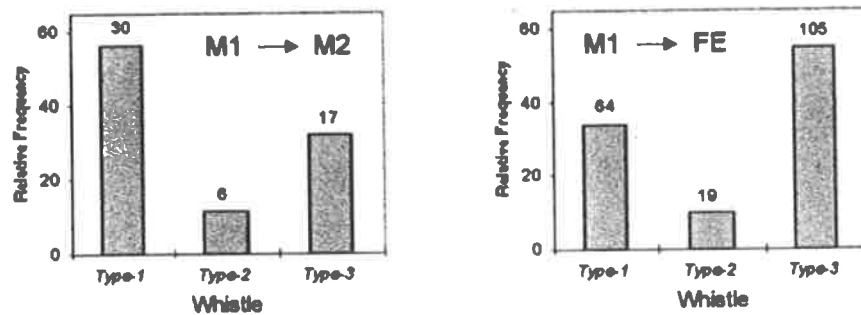 60
40
20
0
Relative Frequency
M1 → M2
30
6
17
Type-1 Type-2 Type-3
Whistle
60
40
20
0
Relative Frequency
M1 → FE
64
19
105
Type-1 Type-2 Type-3
Whistle